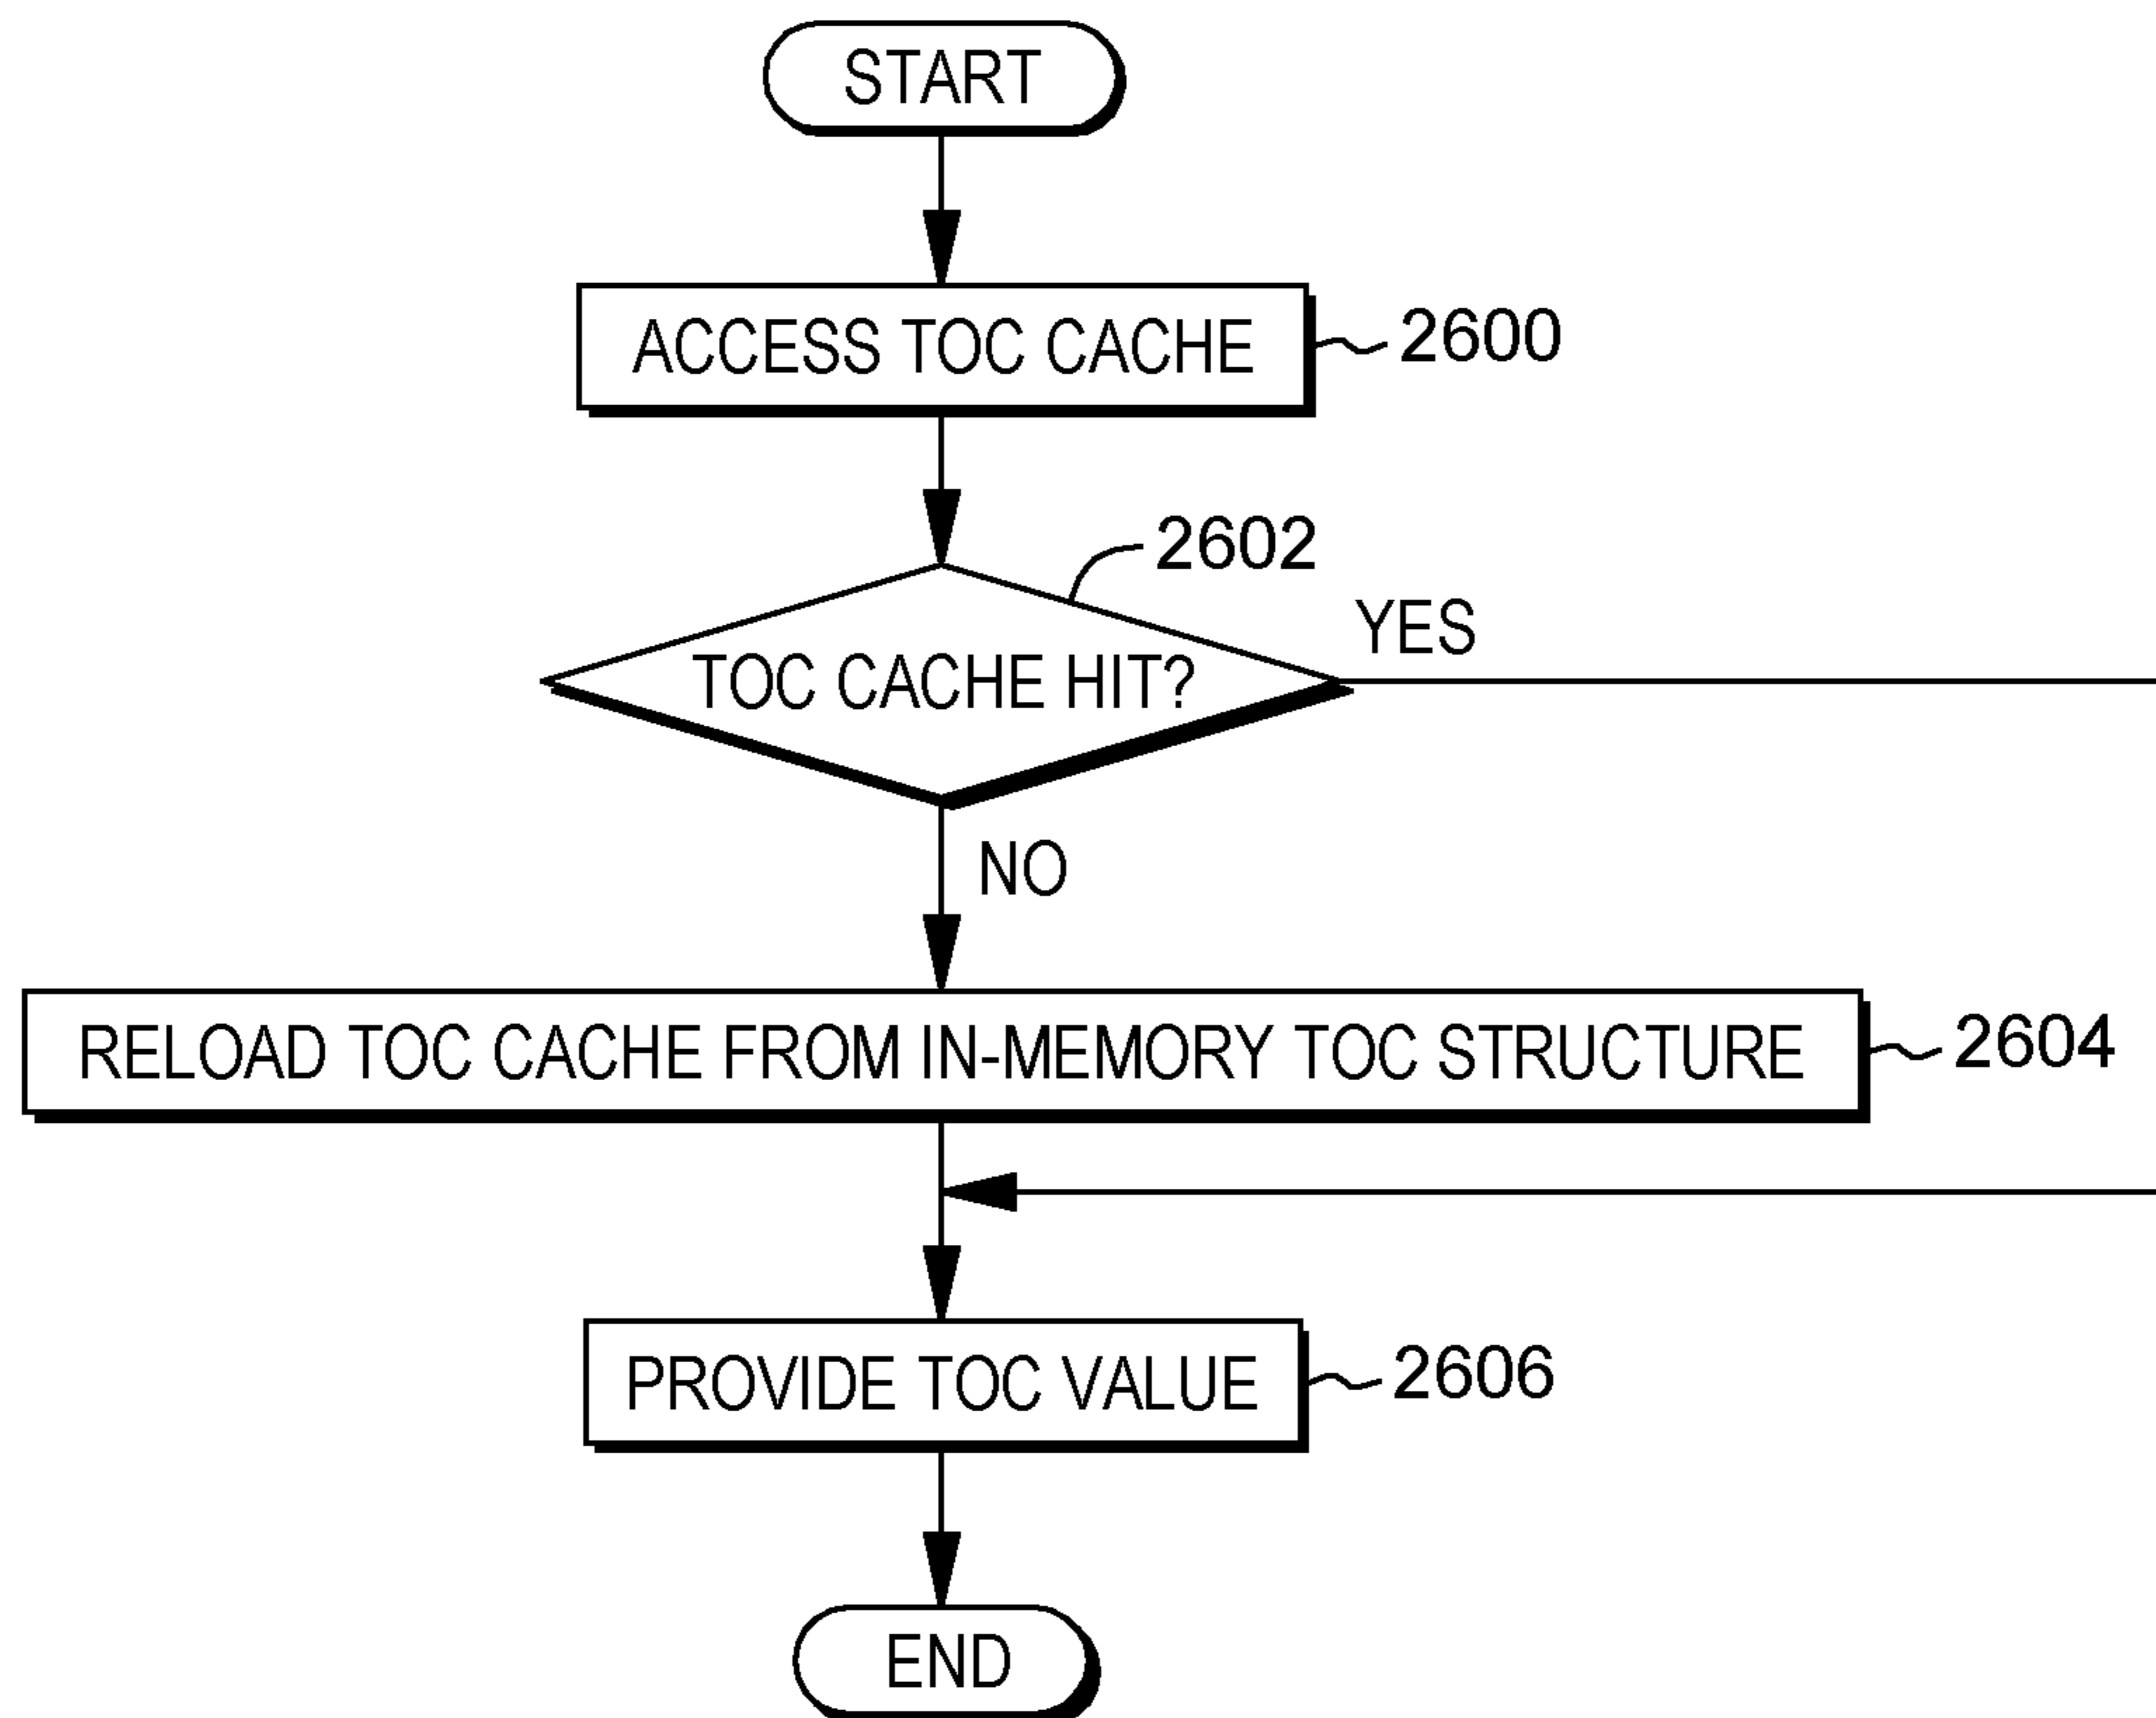 START
ACCESS TOC CACHE
2600
2602
TOC CACHE HIT?
YES
NO
RELOAD TOC CACHE FROM IN-MEMORY TOC STRUCTURE
2604
PROVIDE TOC VALUE
2606
END